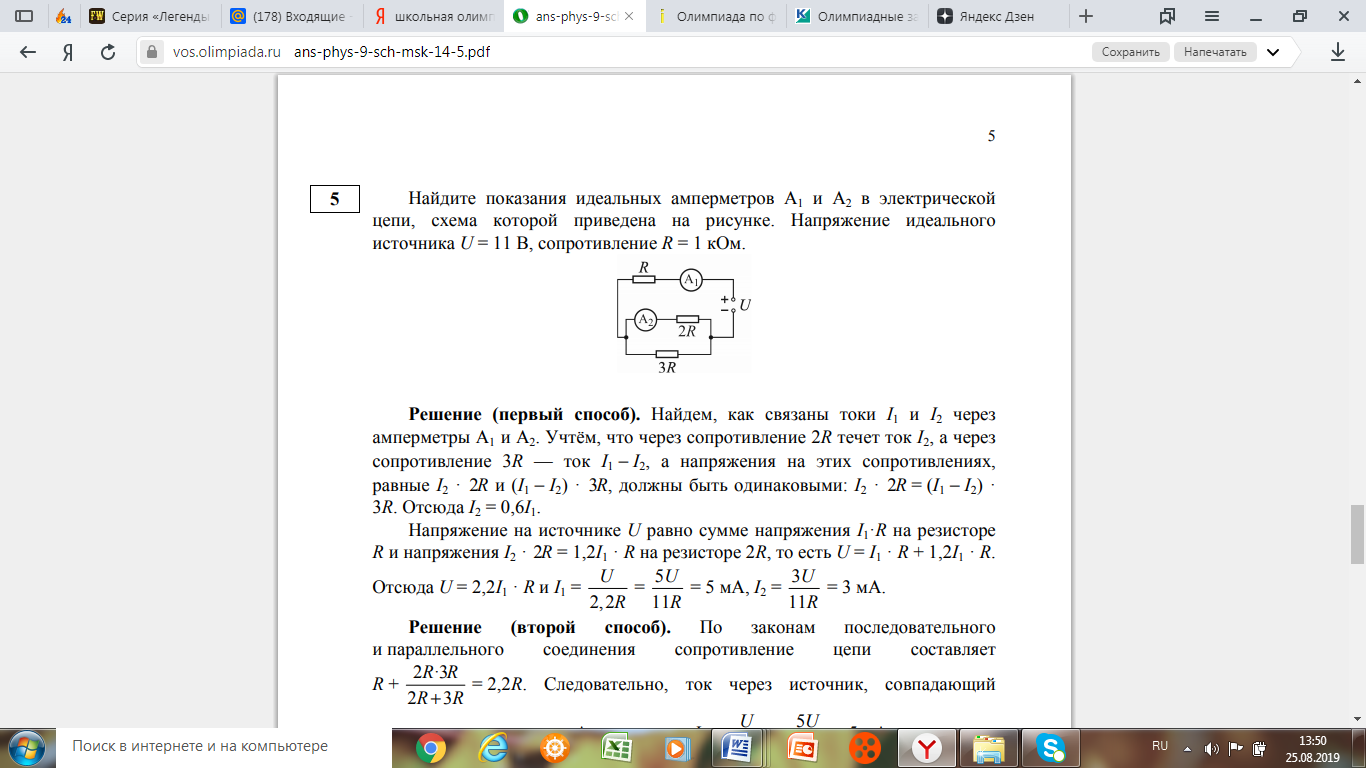 Серия «Легенды
(178) Входящие
школьная олимп
ans-phys-9-sch
Олимпиада по ф
Олимпиадные за
Яндекс Дзен
vos.olimpiada.ru ans-phys-9-sch-msk-14-5.pdf
Сохранить
Напечатать
5
5
Найдите показания идеальных амперметров A₁ и A₂ в электрической
цепи, схема которой приведена на рисунке. Напряжение идеального
источника U = 11 В, сопротивление R = 1 кОм.
R
A₁
+
−
U
A₂
2R
3R
Решение (первый способ). Найдем, как связаны токи I₁ и I₂ через
амперметры A₁ и A₂. Учтём, что через сопротивление 2R течет ток I₂, а через
сопротивление 3R — ток I₁ – I₂, а напряжения на этих сопротивлениях,
равные I₂ · 2R и (I₁ – I₂) · 3R, должны быть одинаковыми: I₂ · 2R = (I₁ – I₂) ·
3R. Отсюда I₂ = 0,6I₁.
Напряжение на источнике U равно сумме напряжения I₁·R на резисторе
R и напряжения I₂ · 2R = 1,2I₁ · R на резисторе 2R, то есть U = I₁ · R + 1,2I₁ · R.
Отсюда U = 2,2I₁ · R и I₁ = U/2,2R = 5U/11R = 5 мА, I₂ = 3U/11R = 3 мА.
Решение (второй способ). По законам последовательного
и параллельного соединения сопротивление цепи составляет
R + 2R·3R/2R+3R = 2,2R. Следовательно, ток через источник, совпадающий
U 5U
Поиск в интернете и на компьютере
RU
13:50
25.08.2019